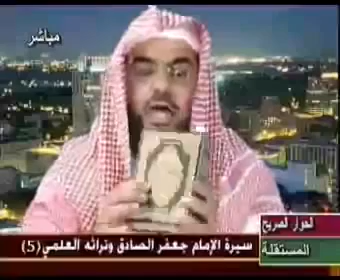 مباشر
الحوار الصريح
المستقلة
سيرة الإمام جعفر الصادق وتراثه العلمي (5)